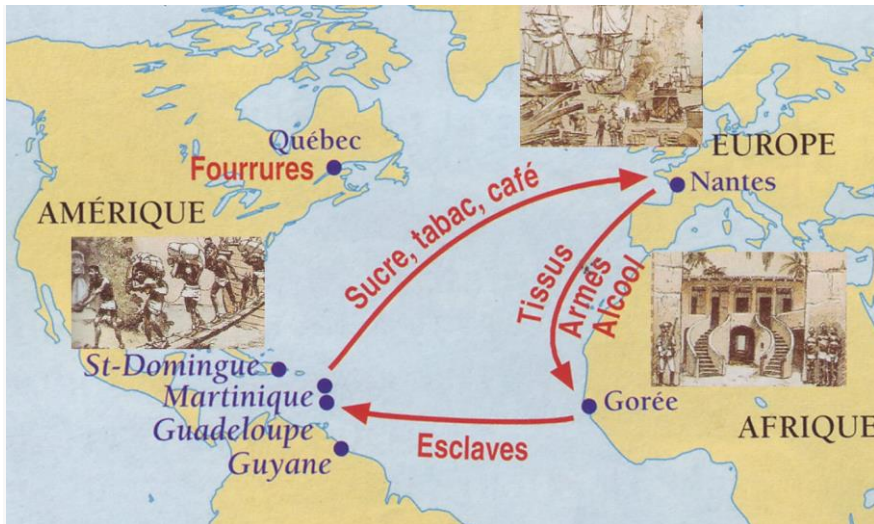 Québec
Fourrures
AMÉRIQUE
EUROPE
Nantes
Sucre, tabac, café
Tissus
Armes
Alcool
St-Domingue
Martinique
Guadeloupe
Guyane
Gorée
AFRIQUE
Esclaves